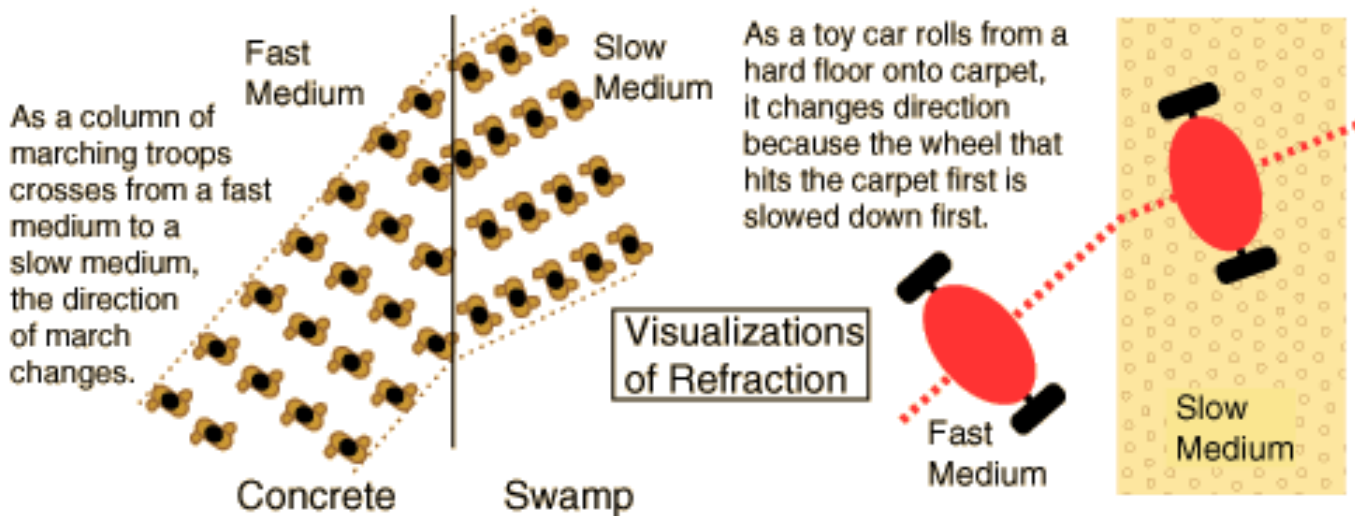 As a column of
marching troops
crosses from a fast
medium to a
slow medium,
the direction
of march
changes.
Fast
Medium
Slow
Medium
Concrete
Swamp
Visualizations
of Refraction
As a toy car rolls from a
hard floor onto carpet,
it changes direction
because the wheel that
hits the carpet first is
slowed down first.
Fast
Medium
Slow
Medium